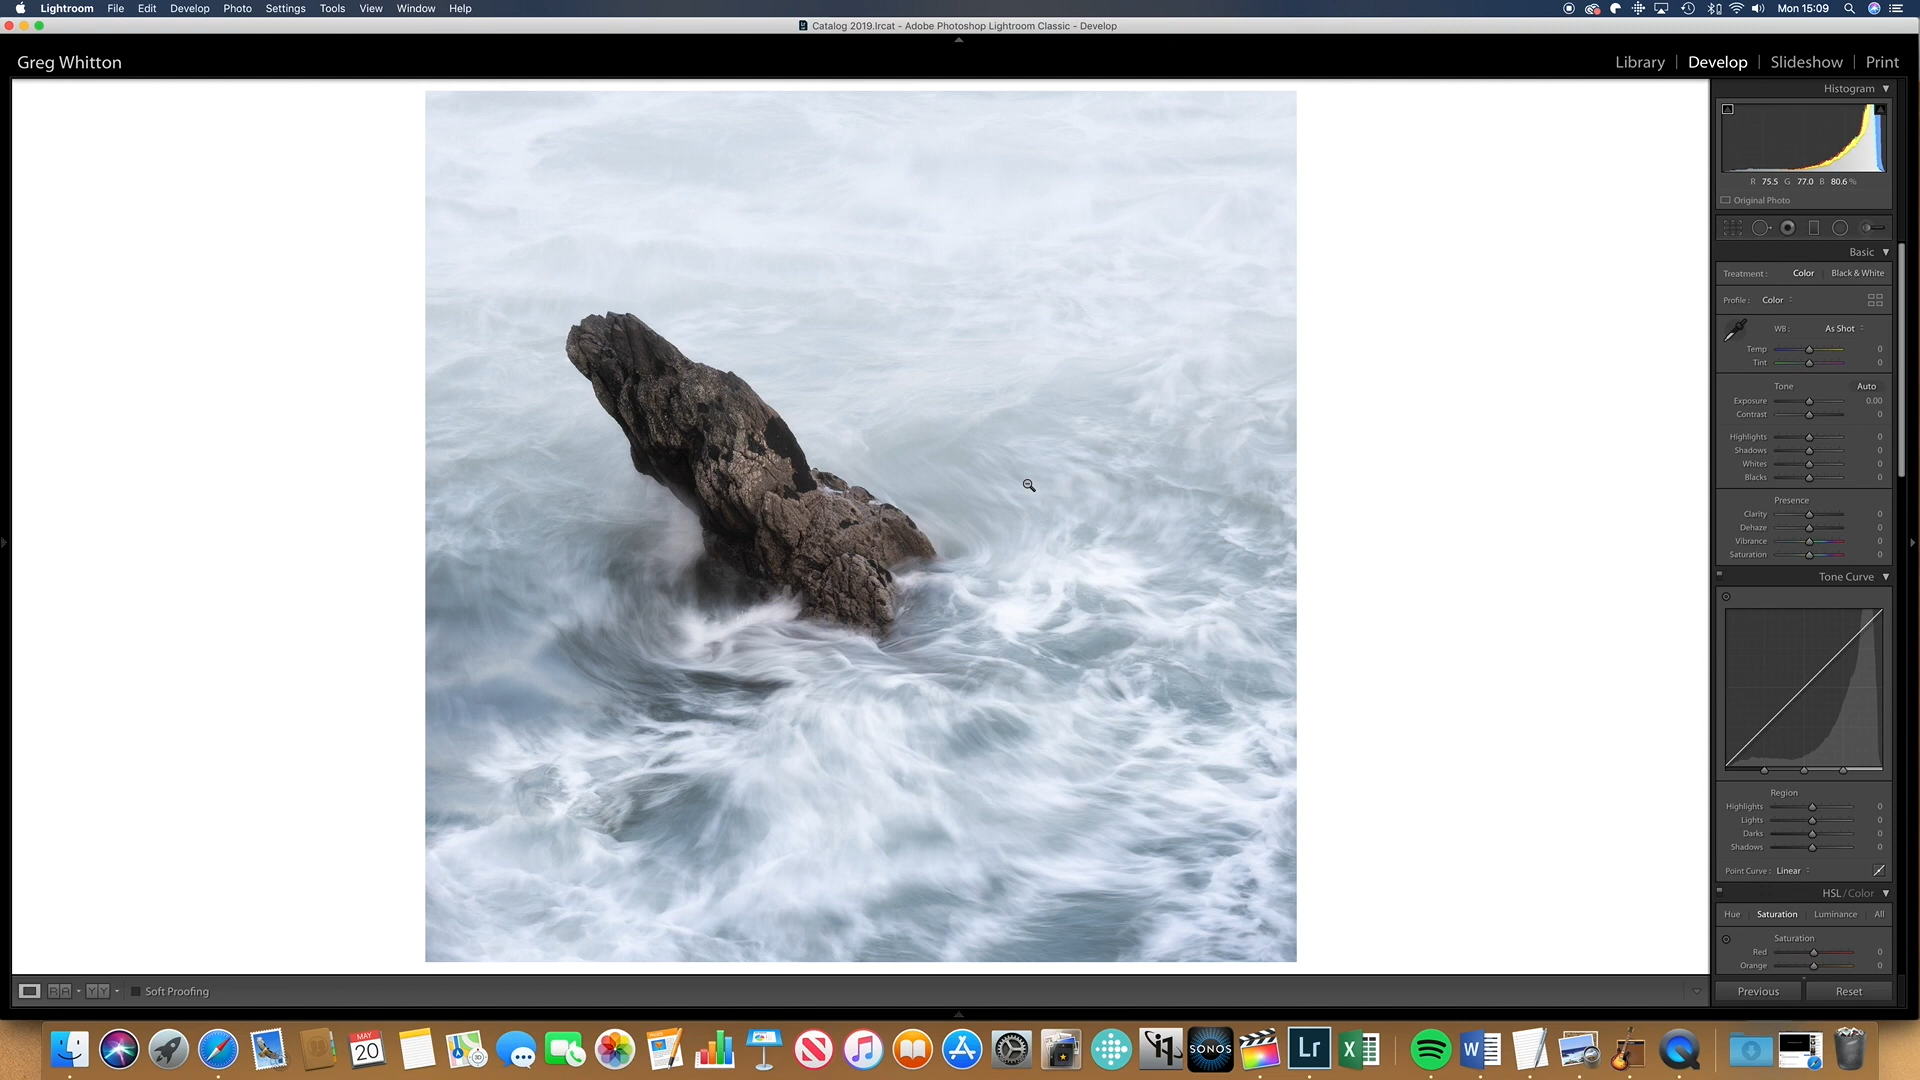 Lightroom File Edit Develop Photo Settings Tools View Window Help Mon 15:09
Catalog 2019.lrcat - Adobe Photoshop Lightroom Classic - Develop
Greg Whitton Library | Develop | Slideshow | Print
Histogram
R 75.5 G 77.0 B 80.6 %
Original Photo
Basic
Treatment : Color Black & White
Profile : Color
WB : As Shot
Temp 0
Tint 0
Tone Auto
Exposure 0.00
Contrast 0
Highlights 0
Shadows 0
Whites 0
Blacks 0
Presence
Clarity 0
Dehaze 0
Vibrance 0
Saturation 0
Tone Curve
Region
Highlights 0
Lights 0
Darks 0
Shadows 0
Point Curve : Linear
HSL / Color
Hue Saturation Luminance All
Saturation
Red 0
Orange 0
Soft Proofing Previous Reset
MAY
20
SONOS
Lr